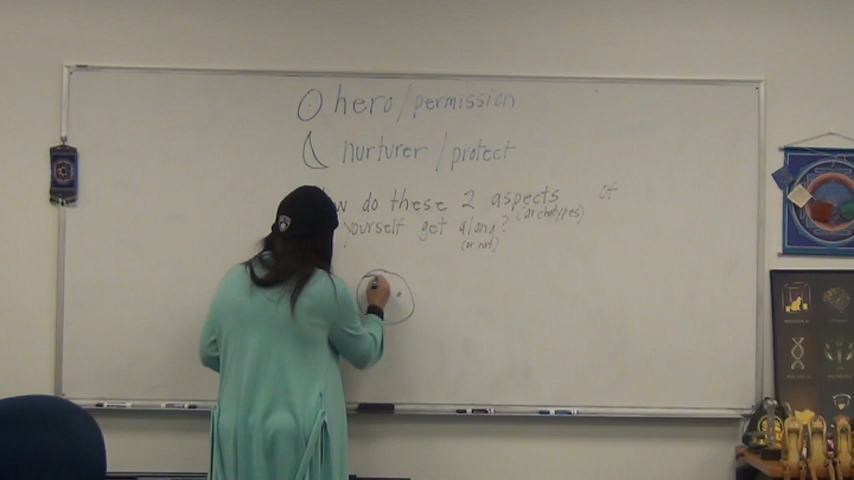 hero/permission
nurturer/protect
do these 2 aspects of
(archetypes)
yourself get along?
(or not)